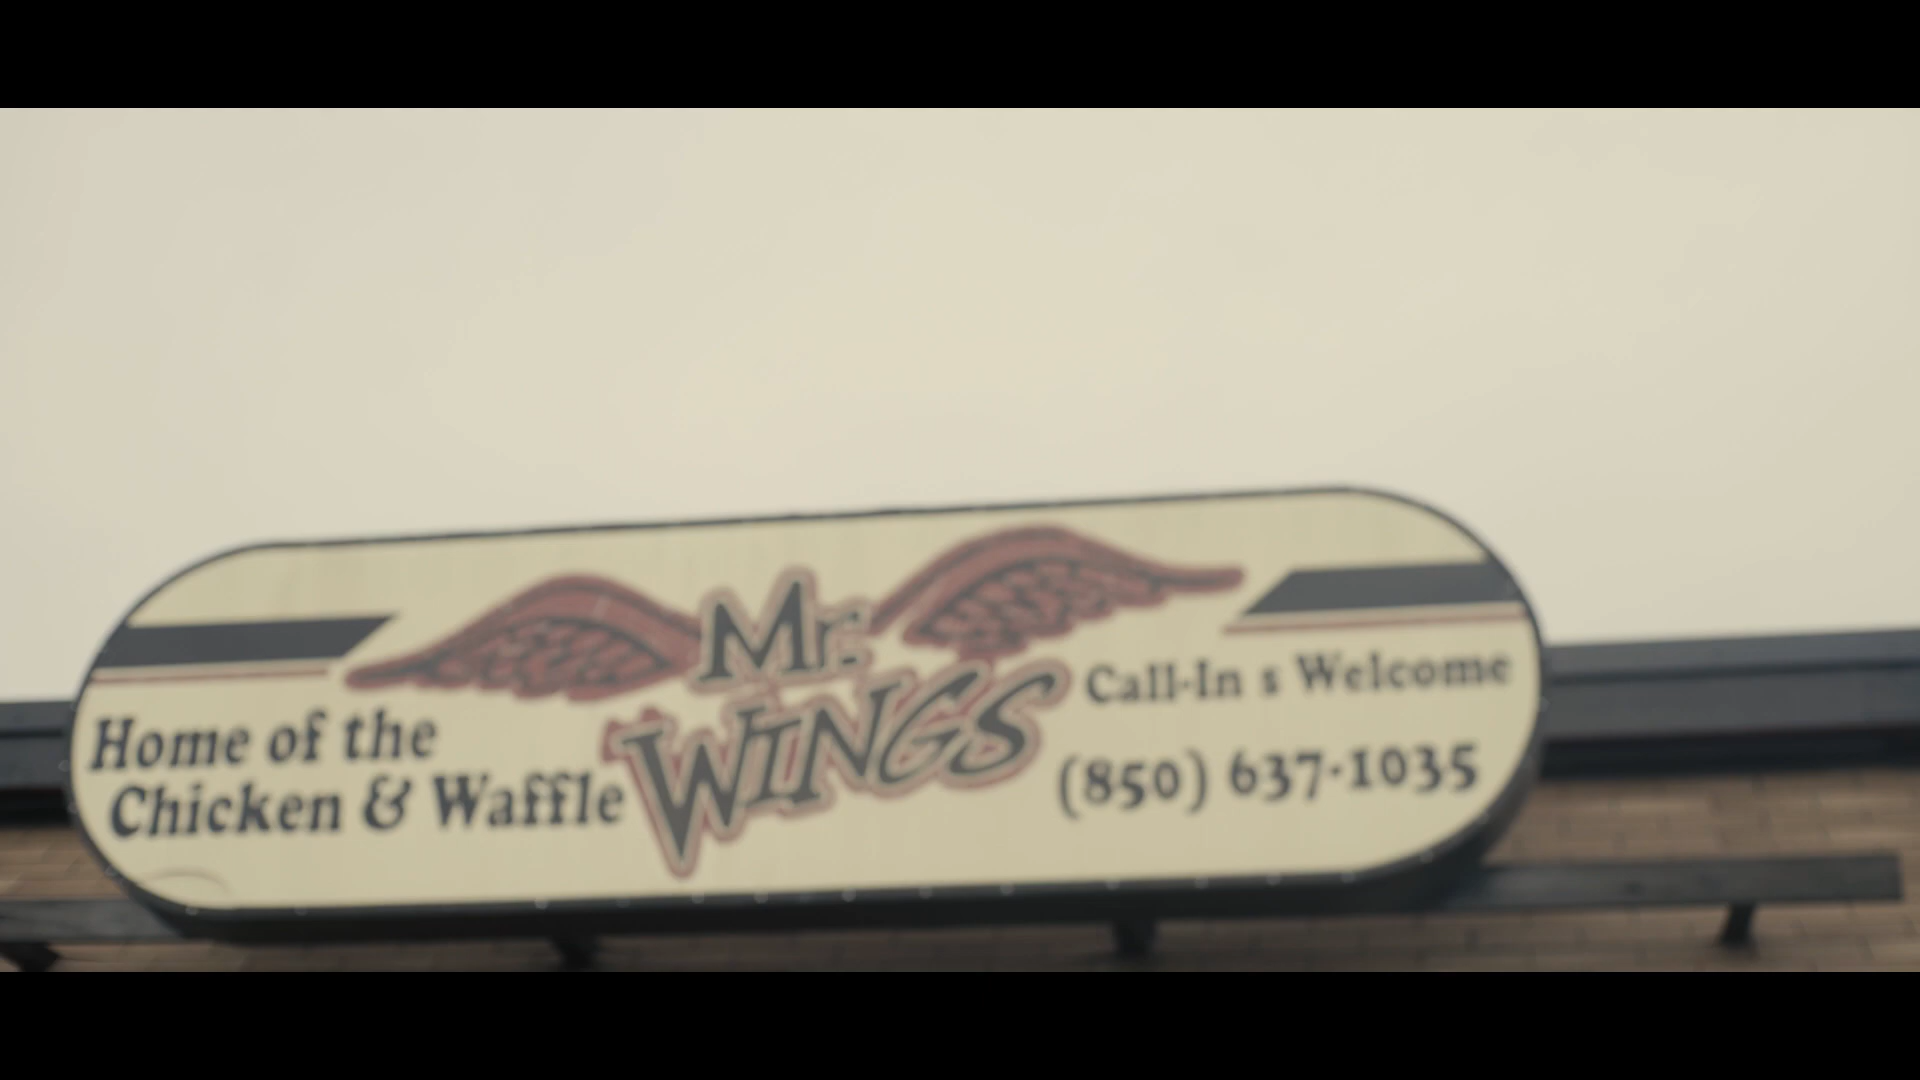 Home of the
Chicken & Waffle
Mr.
WINGS
Call-In s Welcome
(850) 637-1035